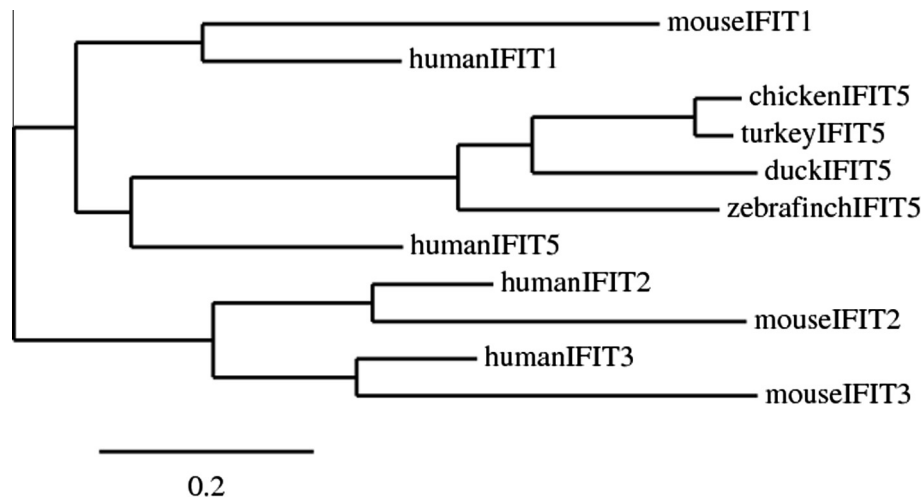 mouseIFIT1
humanIFIT1
chickenIFIT5
turkeyIFIT5
duckIFIT5
zebrafinchIFIT5
humanIFIT5
humanIFIT2
mouseIFIT2
humanIFIT3
mouseIFIT3
0.2